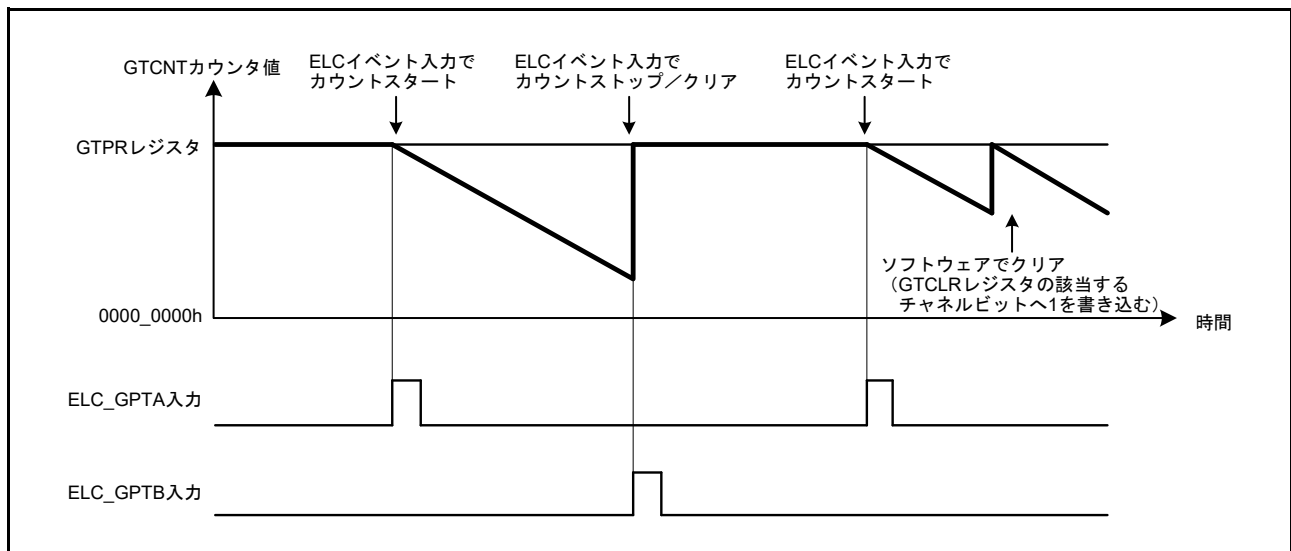 GTCNTカウンタ値
ELCイベント入力で
カウントスタート
ELCイベント入力で
カウントストップ／クリア
ELCイベント入力で
カウントスタート
GTPRレジスタ
ソフトウェアでクリア
（GTCLRレジスタの該当する
チャネルビットへ1を書き込む）
0000_0000h
時間
ELC_GPTA入力
ELC_GPTB入力